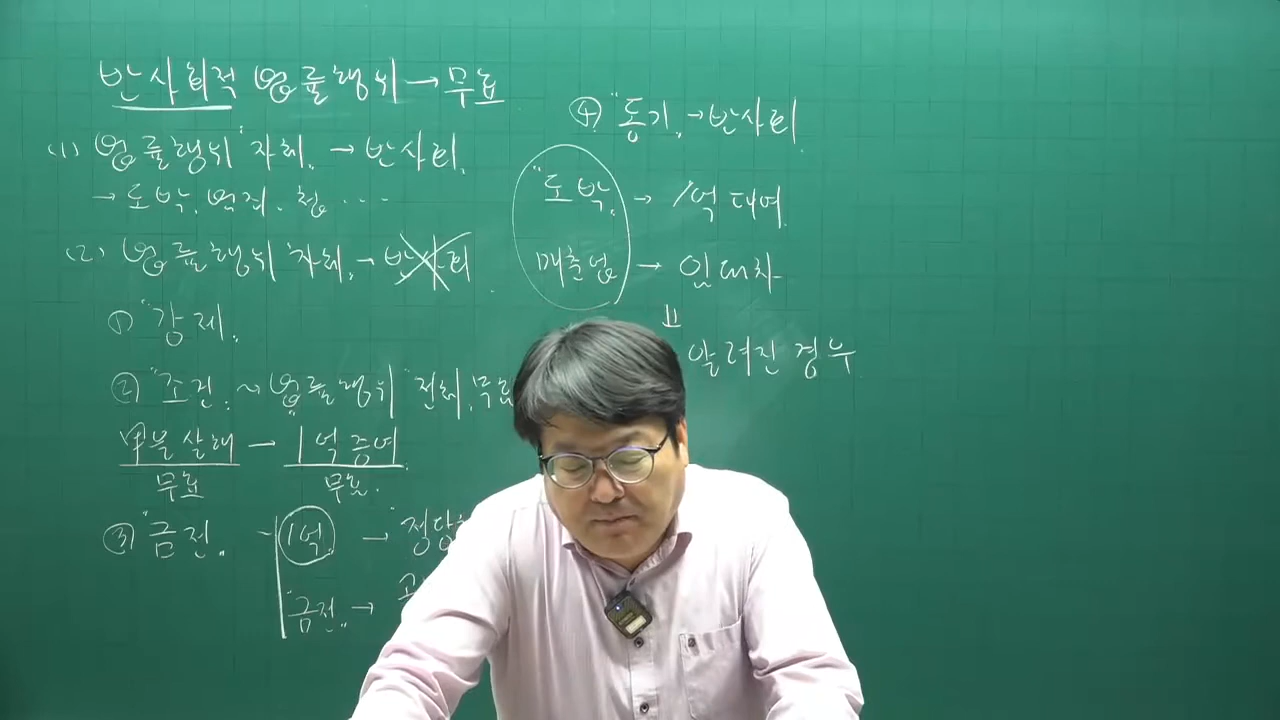 반사회적 법률행위 → 무효
(1) 법률행위 "자체" → 반사회
→ 도박, 먹거, 첩 ...
(2) 법률행위 자체 → 반사회
① "강제"
② "조건" ~ 법률행위 "전체" 무효
甲을 살해 — 1억 증여
무효 무효
③ "금전" ~ 1억 → "정당
"금전" →
④ "동기" → 반사회
"도박" → 1억 대여
매춘업 → 임대차
알려진 경우